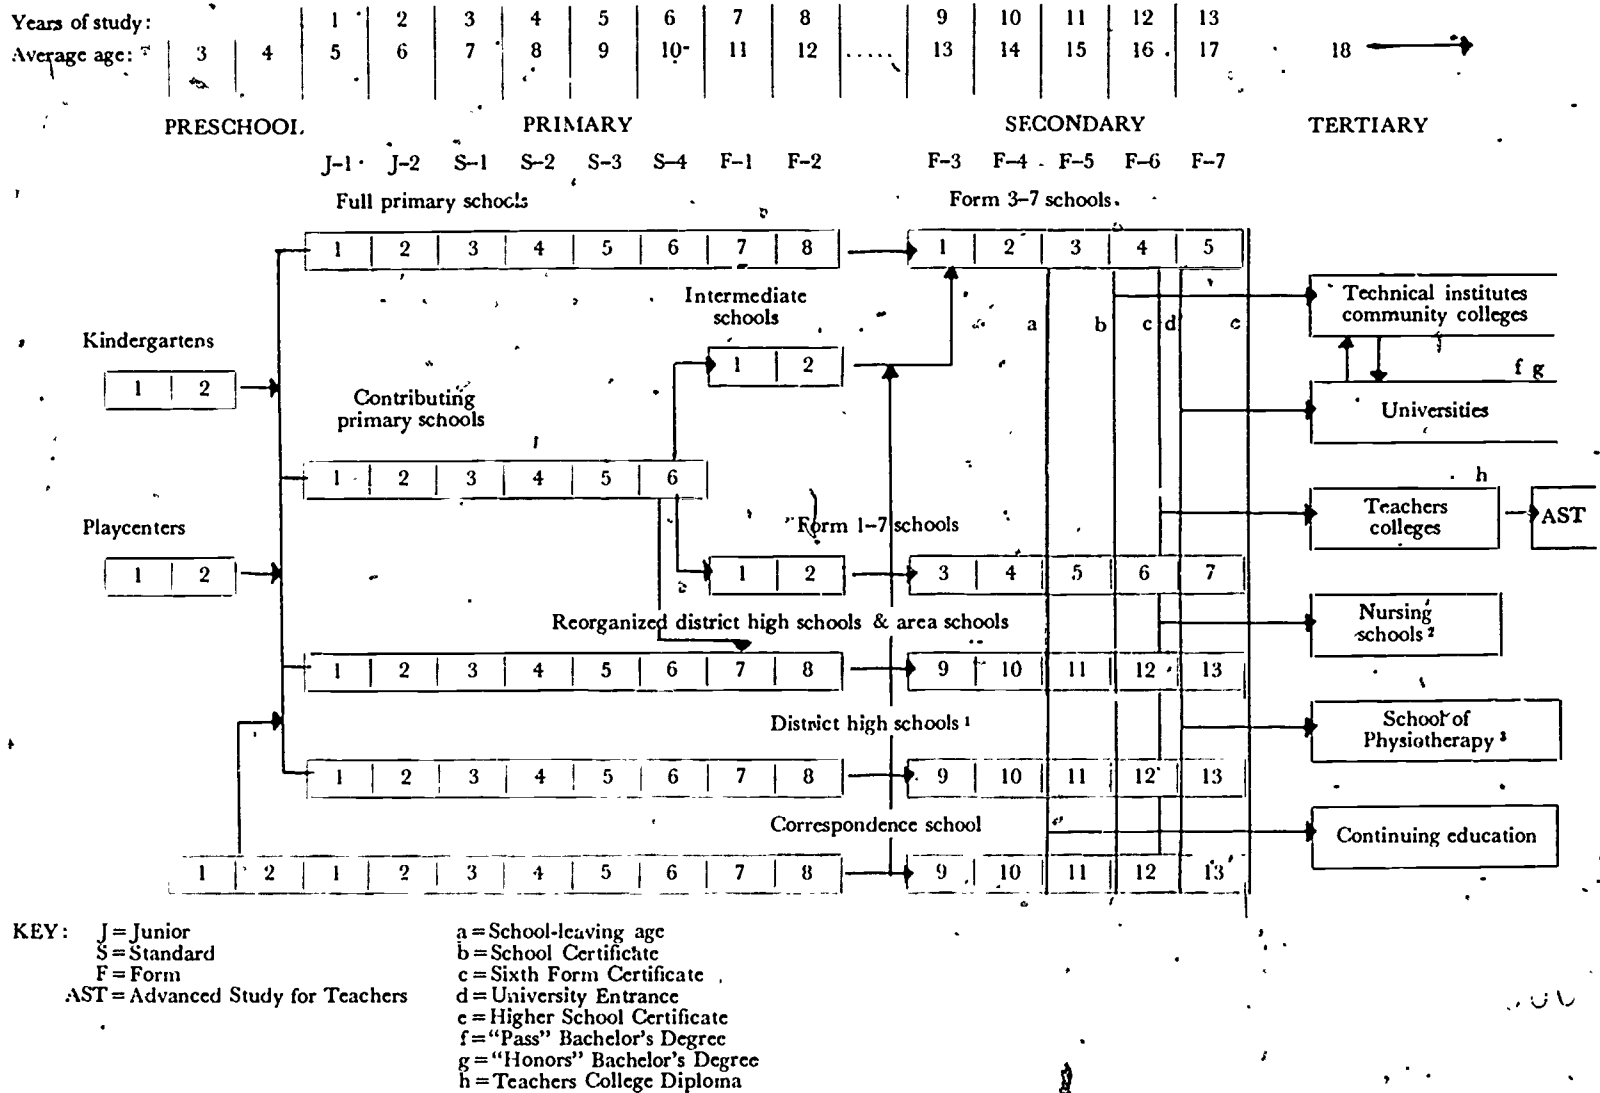 Years of study: 1 2 3 4 5 6 7 8 9 10 11 12 13
Average age: 3 4 5 6 7 8 9 10 11 12 ..... 13 14 15 16 17 18
PRESCHOOL PRIMARY SECONDARY TERTIARY
J-1 J-2 S-1 S-2 S-3 S-4 F-1 F-2 F-3 F-4 F-5 F-6 F-7
Full primary schools Form 3-7 schools
1 2 3 4 5 6 7 8 1 2 3 4 5
Intermediate
schools
1 2
a b c d e
Technical institutes
community colleges
f g
Universities
Kindergartens
1 2
Contributing
primary schools
1 2 3 4 5 6
h
Teachers
colleges
AST
Playcenters
1 2
Form 1-7 schools
1 2 3 4 5 6 7
Nursing
schools 2
Reorganized district high schools & area schools
1 2 3 4 5 6 7 8 9 10 11 12 13
School of
Physiotherapy 3
District high schools 1
1 2 3 4 5 6 7 8 9 10 11 12 13
Continuing education
Correspondence school
1 2 1 2 3 4 5 6 7 8 9 10 11 12 13
KEY: J = Junior
S = Standard
F = Form
AST = Advanced Study for Teachers
a = School-leaving age
b = School Certificate
c = Sixth Form Certificate
d = University Entrance
e = Higher School Certificate
f = "Pass" Bachelor's Degree
g = "Honors" Bachelor's Degree
h = Teachers College Diploma